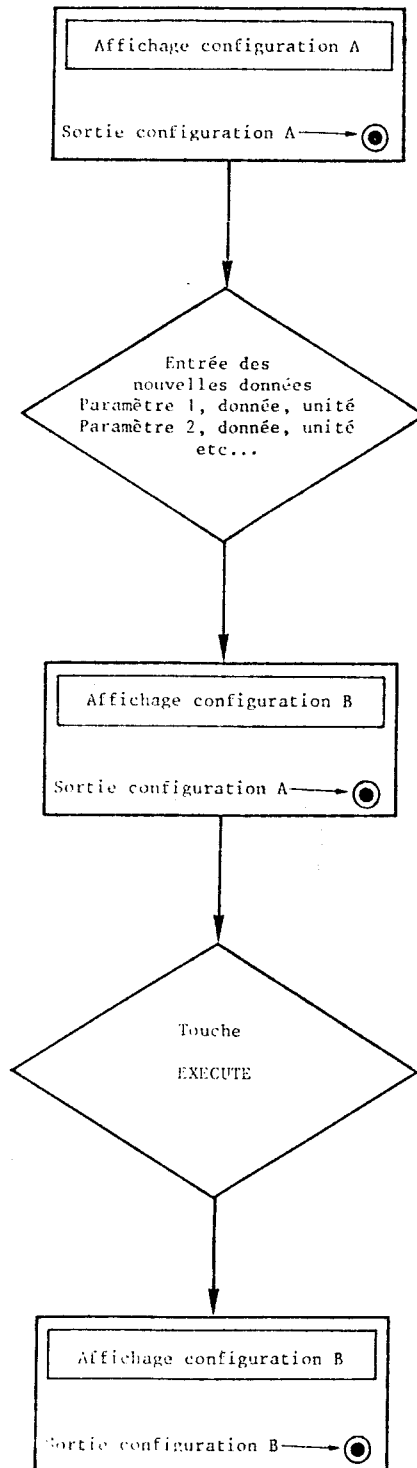 Affichage configuration A
Sortie configuration A
Entrée des
nouvelles données
Paramètre 1, donnée, unité
Paramètre 2, donnée, unité
etc...
Affichage configuration B
Sortie configuration A
Touche
EXECUTE
Affichage configuration B
Sortie configuration B